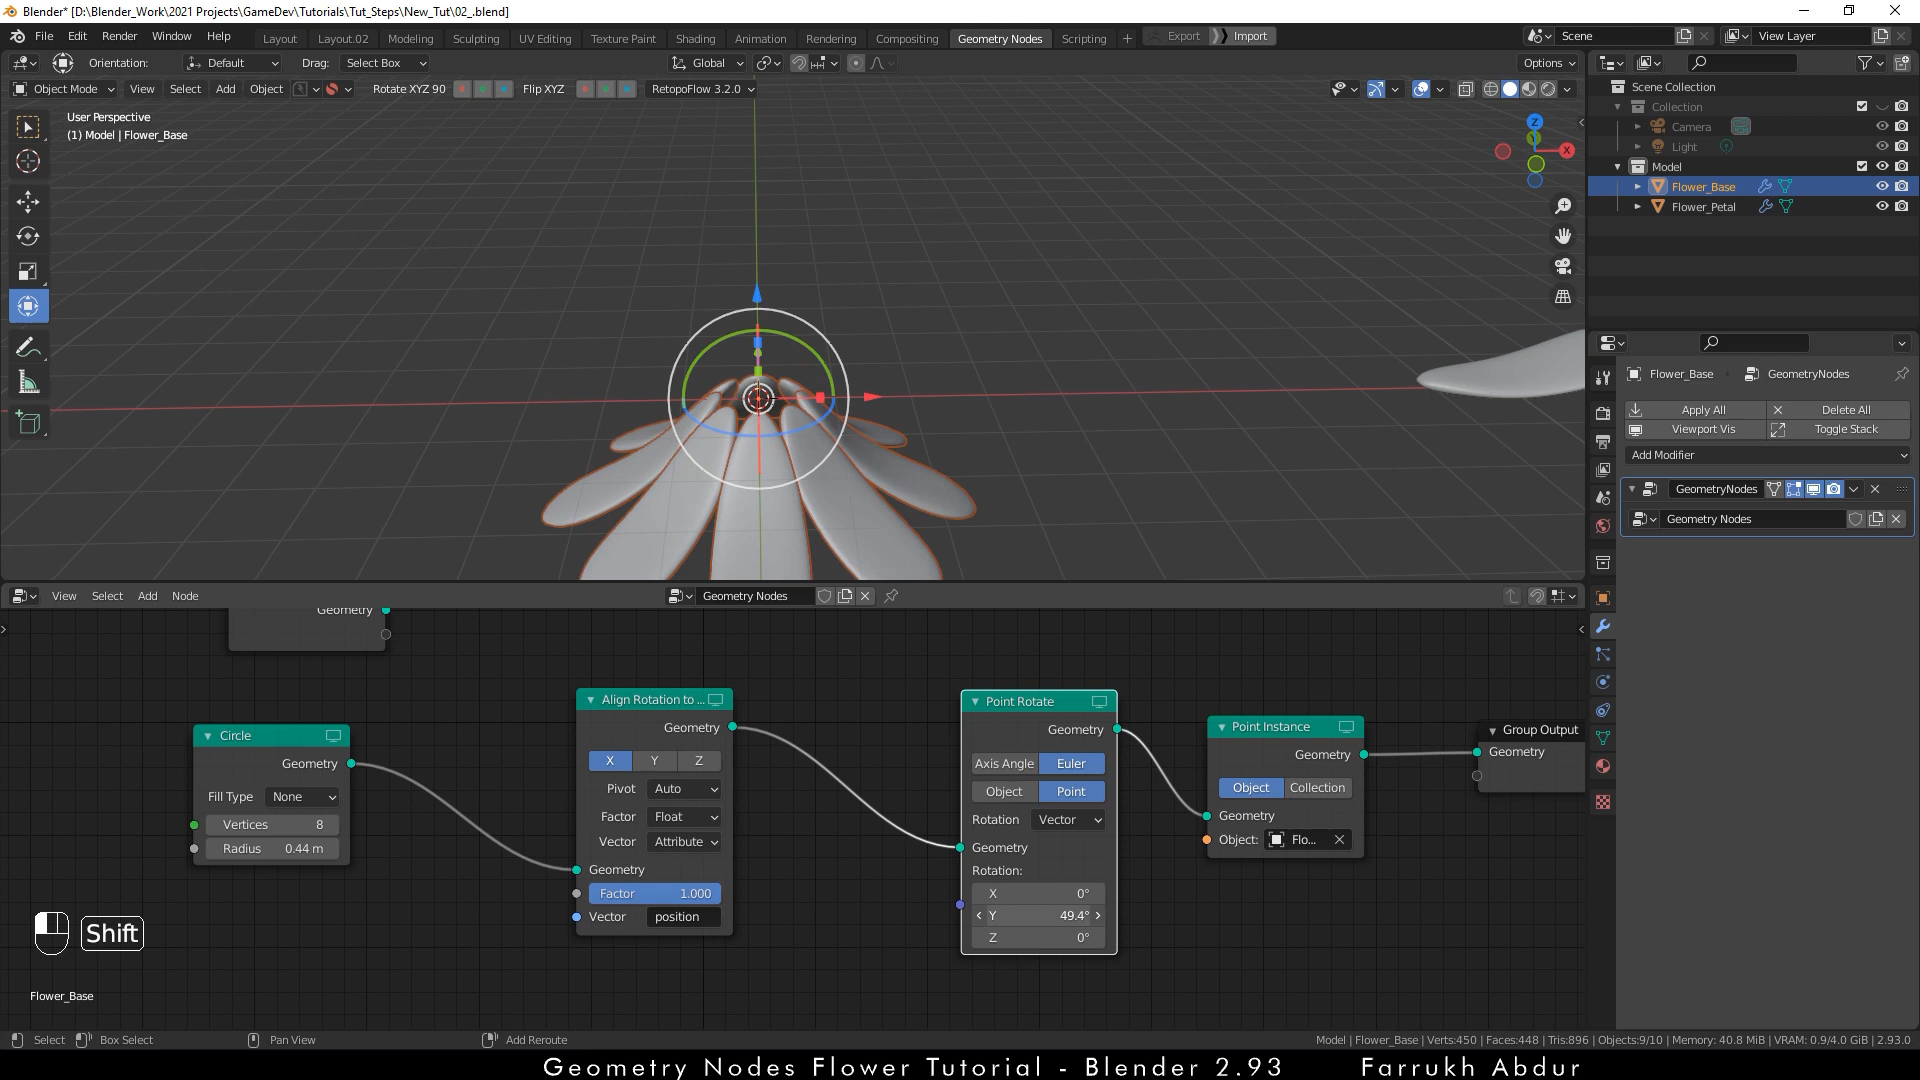 Blender* [D:\Blender_Work\2021 Projects\GameDev\Tutorials\Tut_Steps\New_Tut\02_.blend]
File Edit Render Window Help Layout Layout.02 Modeling Sculpting UV Editing Texture Paint Shading Animation Rendering Compositing Geometry Nodes Scripting + Export Import Scene View Layer
Orientation: Default Drag: Select Box Global Options
Object Mode View Select Add Object Rotate XYZ 90 Flip XYZ RetopoFlow 3.2.0
User Perspective
(1) Model | Flower_Base
Z
X
Scene Collection
Collection
Camera
Light
Model
Flower_Base
Flower_Petal
Flower_Base GeometryNodes
Apply All Delete All
Viewport Vis Toggle Stack
Add Modifier
GeometryNodes
Geometry Nodes
View Select Add Node Geometry Nodes
Geometry
Circle
Geometry
Fill Type None
Vertices 8
Radius 0.44 m
Align Rotation to ...
Geometry
X Y Z
Pivot Auto
Factor Float
Vector Attribute
Geometry
Factor 1.000
Vector position
Point Rotate
Geometry
Axis Angle Euler
Object Point
Rotation Vector
Geometry
Rotation:
X 0°
Y 49.4°
Z 0°
Point Instance
Geometry
Object Collection
Geometry
Object: Flo...
Group Output
Geometry
Shift
Flower_Base
Select Box Select Pan View Add Reroute Model | Flower_Base | Verts:450 | Faces:448 | Tris:896 | Objects:9/10 | Memory: 40.8 MiB | VRAM: 0.9/4.0 GiB | 2.93.0
Geometry Nodes Flower Tutorial - Blender 2.93 Farrukh Abdur